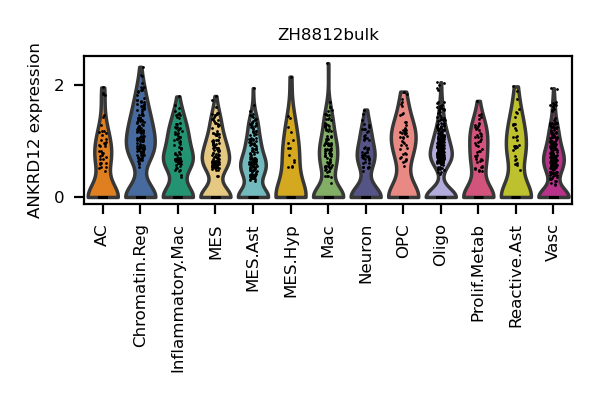 ZH8812bulk
ANKRD12 expression
2
0
AC
Chromatin.Reg
Inflammatory.Mac
MES
MES.Ast
MES.Hyp
Mac
Neuron
OPC
Oligo
Prolif.Metab
Reactive.Ast
Vasc